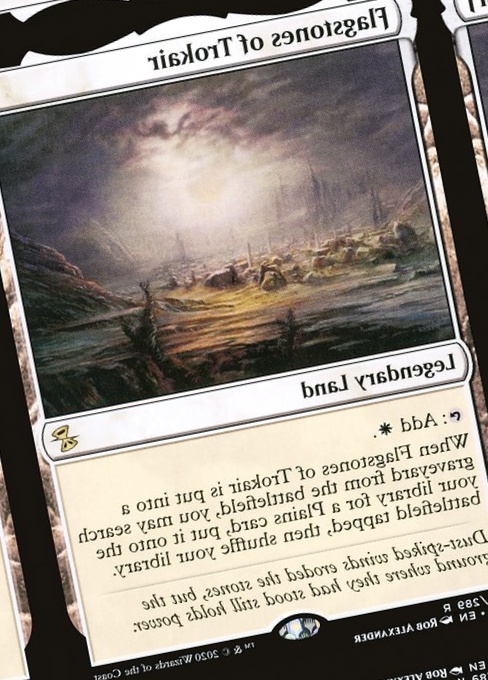 Flagstones of Trokair
Legendary Land
: Add .
When Flagstones of Trokair is put into a
graveyard from the battlefield, you may search
your library for a Plains card, put it onto the
battlefield tapped, then shuffle your library.
Dust-spiked winds eroded the stones, but the
ground where they had stood still holds power.
/289 R
• EN ROB ALEXANDER
™ & © 2020 Wizards of the Coast
EN ROB ALEX